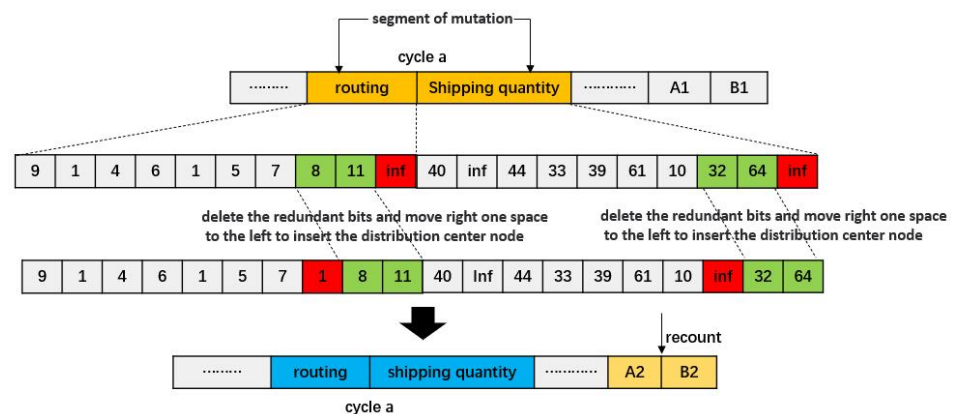 segment of mutation
cycle a
......... routing Shipping quantity ............ A1 B1
9 1 4 6 1 5 7 8 11 inf 40 inf 44 33 39 61 10 32 64 inf
delete the redundant bits and move right one space
to the left to insert the distribution center node
delete the redundant bits and move right one space
to the left to insert the distribution center node
9 1 4 6 1 5 7 1 8 11 40 Inf 44 33 39 61 10 inf 32 64
recount
......... routing shipping quantity ............ A2 B2
cycle a